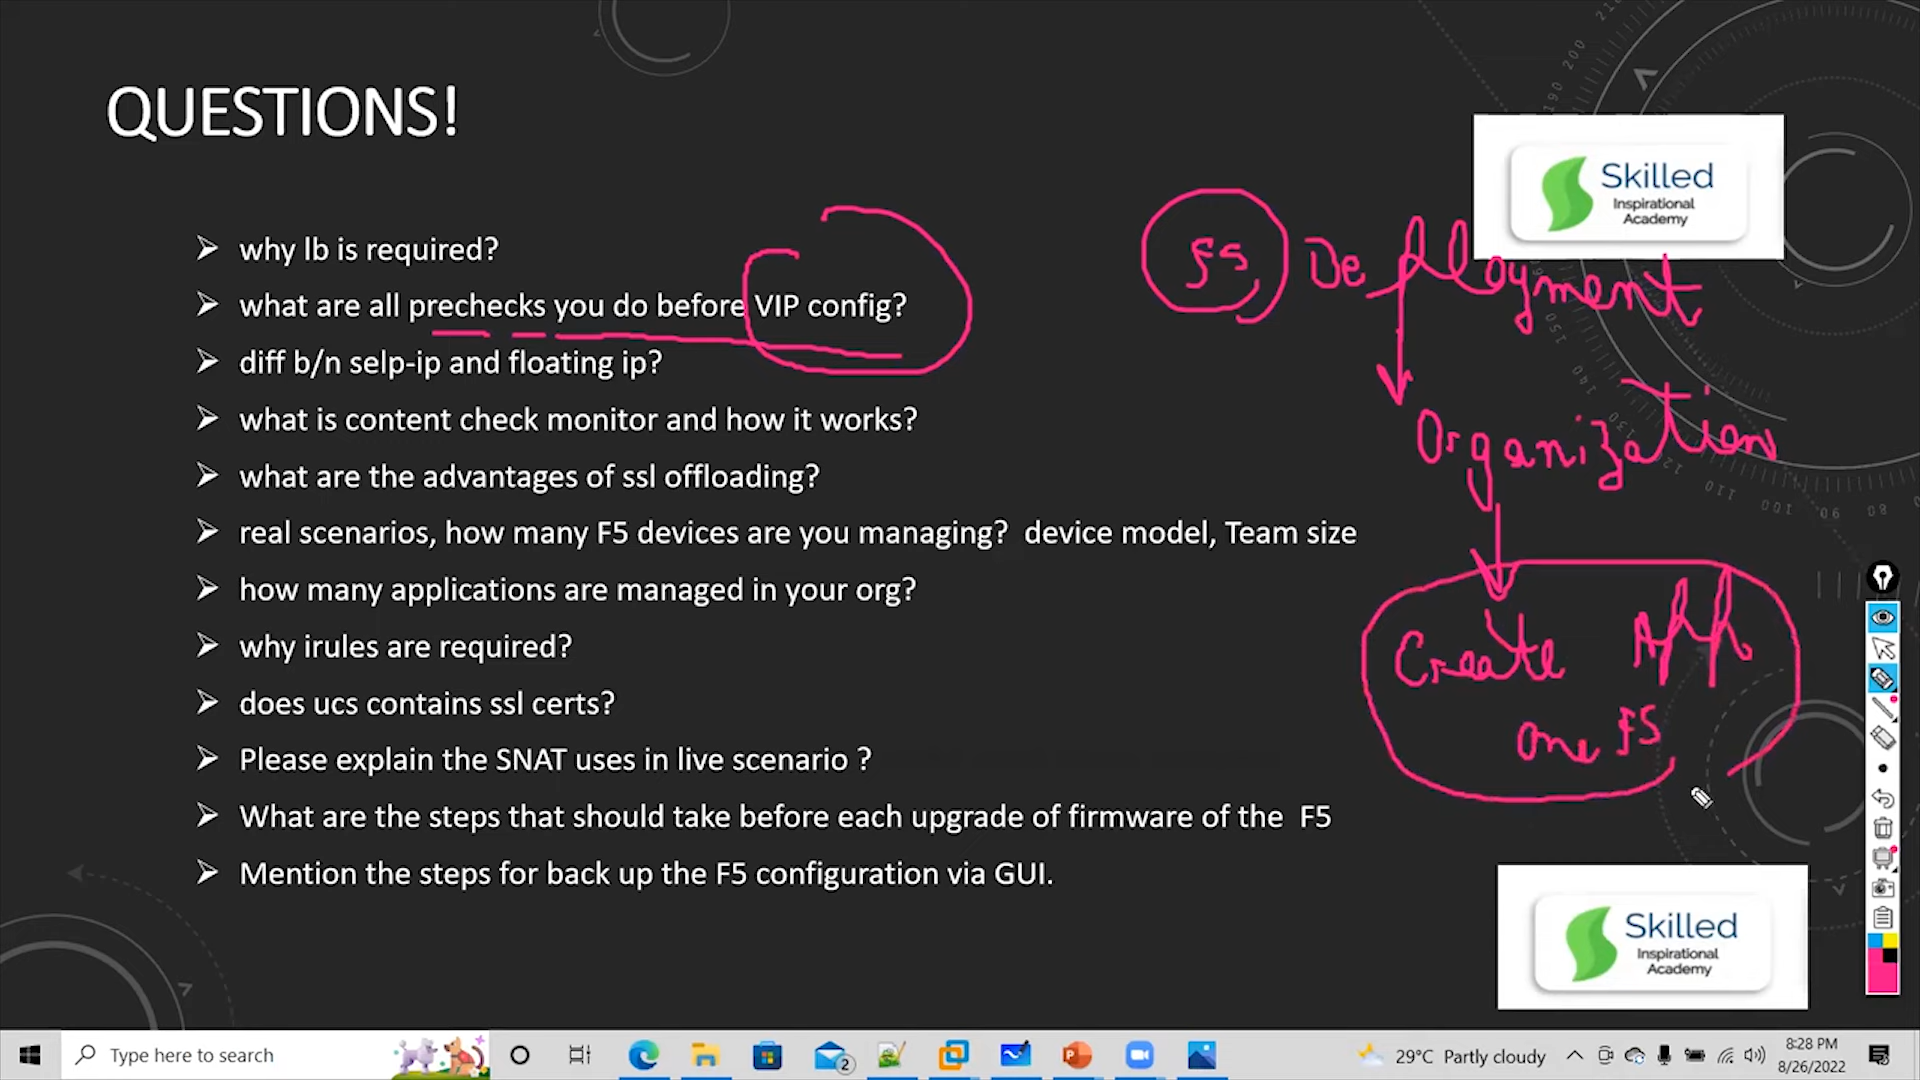 QUESTIONS!
Skilled
Inspirational
Academy
why lb is required?
what are all prechecks you do before VIP config?
diff b/n selp-ip and floating ip?
what is content check monitor and how it works?
what are the advantages of ssl offloading?
real scenarios, how many F5 devices are you managing?  device model, Team size
how many applications are managed in your org?
why irules are required?
does ucs contains ssl certs?
Please explain the SNAT uses in live scenario ?
What are the steps that should take before each upgrade of firmware of the  F5
Mention the steps for back up the F5 configuration via GUI.
F5 Deployment
Organization
Create App
one F5
Skilled
Inspirational
Academy
Type here to search
2
29°C Partly cloudy
8:28 PM
8/26/2022